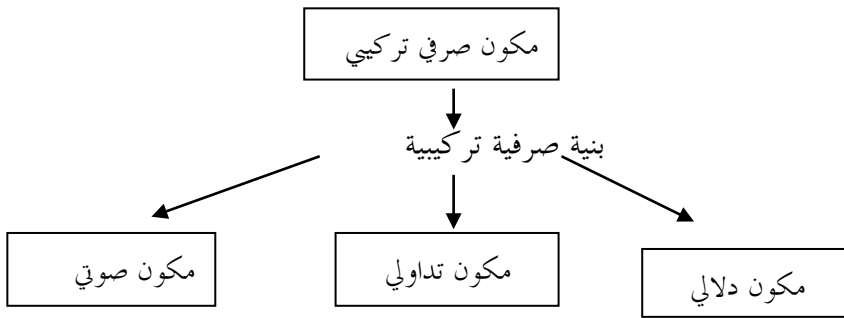 مكون صرفي تركيبي
بنية صرفية تركيبية
مكون دلالي
مكون تداولي
مكون صوتي